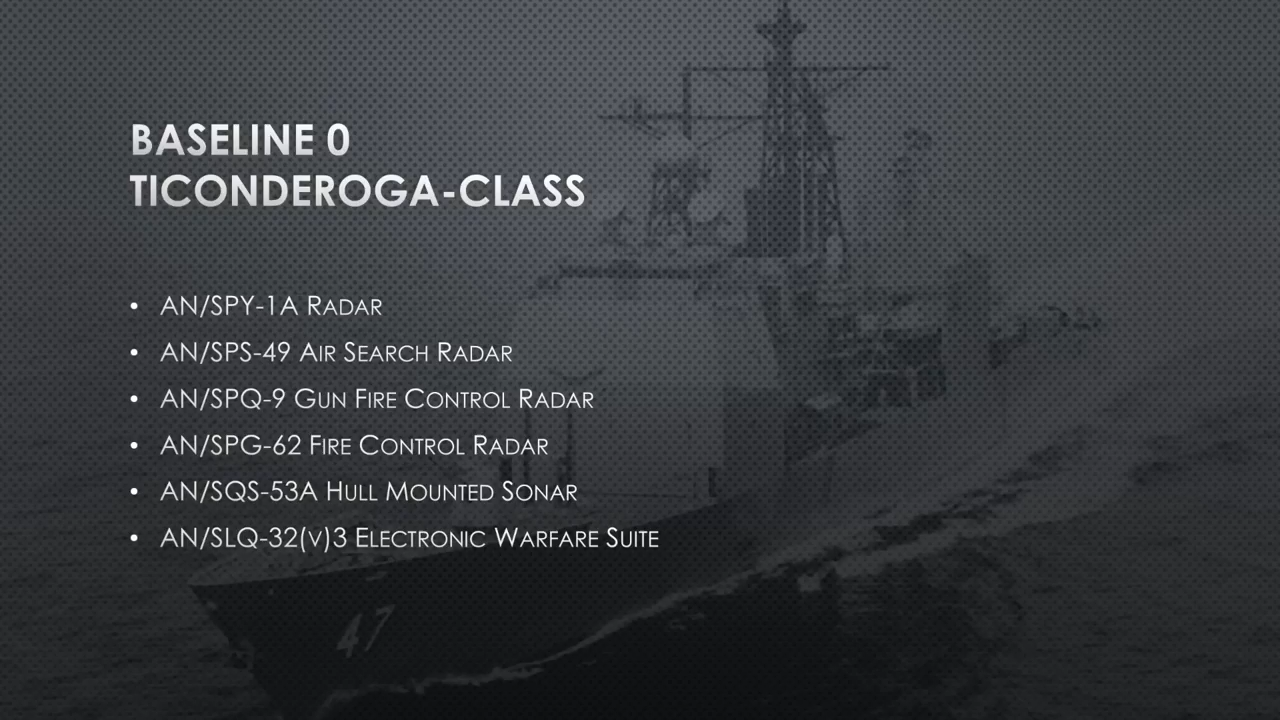 BASELINE 0
TICONDEROGA-CLASS
• AN/SPY-1A RADAR
• AN/SPS-49 AIR SEARCH RADAR
• AN/SPQ-9 GUN FIRE CONTROL RADAR
• AN/SPG-62 FIRE CONTROL RADAR
• AN/SQS-53A HULL MOUNTED SONAR
• AN/SLQ-32(V)3 ELECTRONIC WARFARE SUITE
47